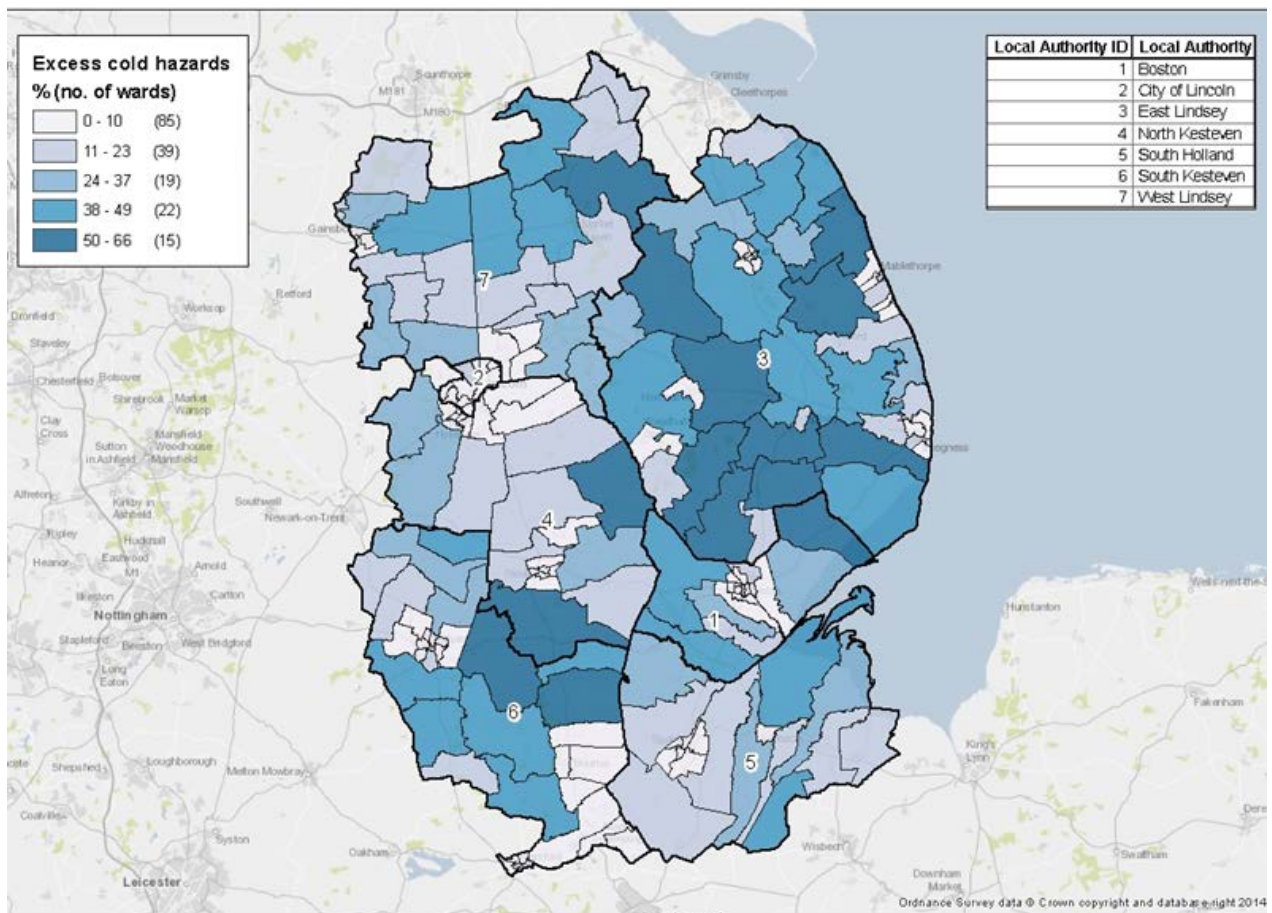 Excess cold hazards
% (no. of wards)
0 - 10 (85)
11 - 23 (39)
24 - 37 (19)
38 - 49 (22)
50 - 66 (15)
Local Authority ID Local Authority
1 Boston
2 City of Lincoln
3 East Lindsey
4 North Kesteven
5 South Holland
6 South Kesteven
7 West Lindsey
Scunthorpe
M181
M180
Grimsby
Cleethorpes
Retford
Worksop
Mablethorpe
Dronfield
Staveley
Chesterfield
Bolsover
Shirebrook
Market
Warsop
Clay
Cross
Mansfield
Woodhouse
Sutton
in Ashfield
Mansfield
Alfreton
Kirkby in
Ashfield
Southwell
Newark-on-Trent
Ripley
Hucknall
Eastwood
Heanor
M1
Arnold
Ilkeston
Carlton
Nottingham
Stapleford
Beeston
West Bridgford
Long
Eaton
Hunstanton
Fakenham
King's
Lynn
Shepshed
Loughborough
Melton Mowbray
Coalville
Syston
Oakham
Wisbech
Swaffham
Downham
Market
Leicester
7
2
3
4
1
6
5
Ordnance Survey data © Crown copyright and database right 2014